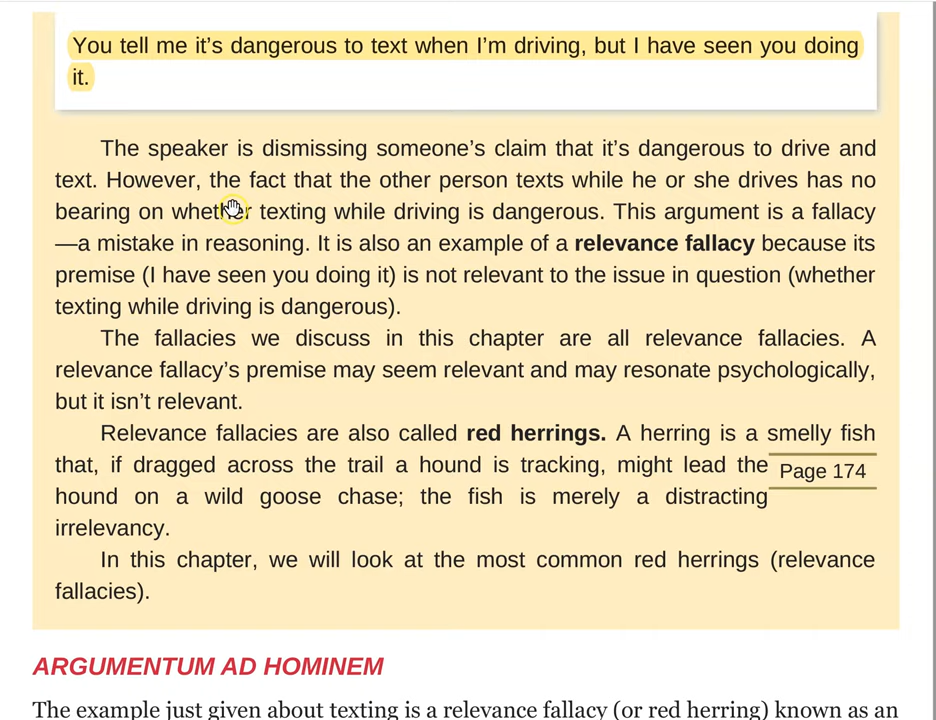 You tell me it's dangerous to text when I'm driving, but I have seen you doing
it.
The speaker is dismissing someone's claim that it's dangerous to drive and
text. However, the fact that the other person texts while he or she drives has no
bearing on whether texting while driving is dangerous. This argument is a fallacy
—a mistake in reasoning. It is also an example of a relevance fallacy because its
premise (I have seen you doing it) is not relevant to the issue in question (whether
texting while driving is dangerous).
The fallacies we discuss in this chapter are all relevance fallacies. A
relevance fallacy's premise may seem relevant and may resonate psychologically,
but it isn't relevant.
Relevance fallacies are also called red herrings. A herring is a smelly fish
that, if dragged across the trail a hound is tracking, might lead the
Page 174
hound on a wild goose chase; the fish is merely a distracting
irrelevancy.
In this chapter, we will look at the most common red herrings (relevance
fallacies).
ARGUMENTUM AD HOMINEM
The example just given about texting is a relevance fallacy (or red herring) known as an